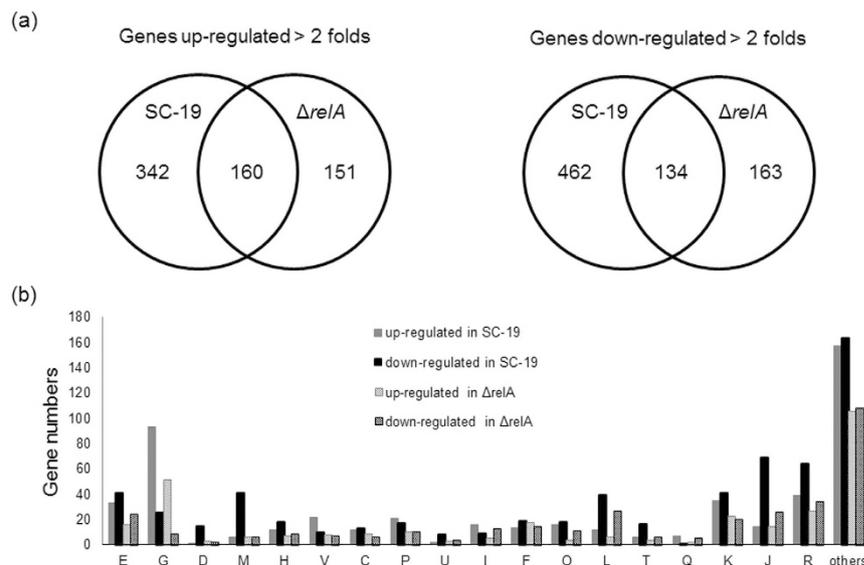 (a)
Genes up-regulated > 2 folds
Genes down-regulated > 2 folds
SC-19
ΔrelA
SC-19
ΔrelA
342
160
151
462
134
163
(b)
Gene numbers
180
160
140
120
100
80
60
40
20
0
up-regulated in SC-19
down-regulated in SC-19
up-regulated in ΔrelA
down-regulated in ΔrelA
E G D M H V C P U I F O L T Q K J R others